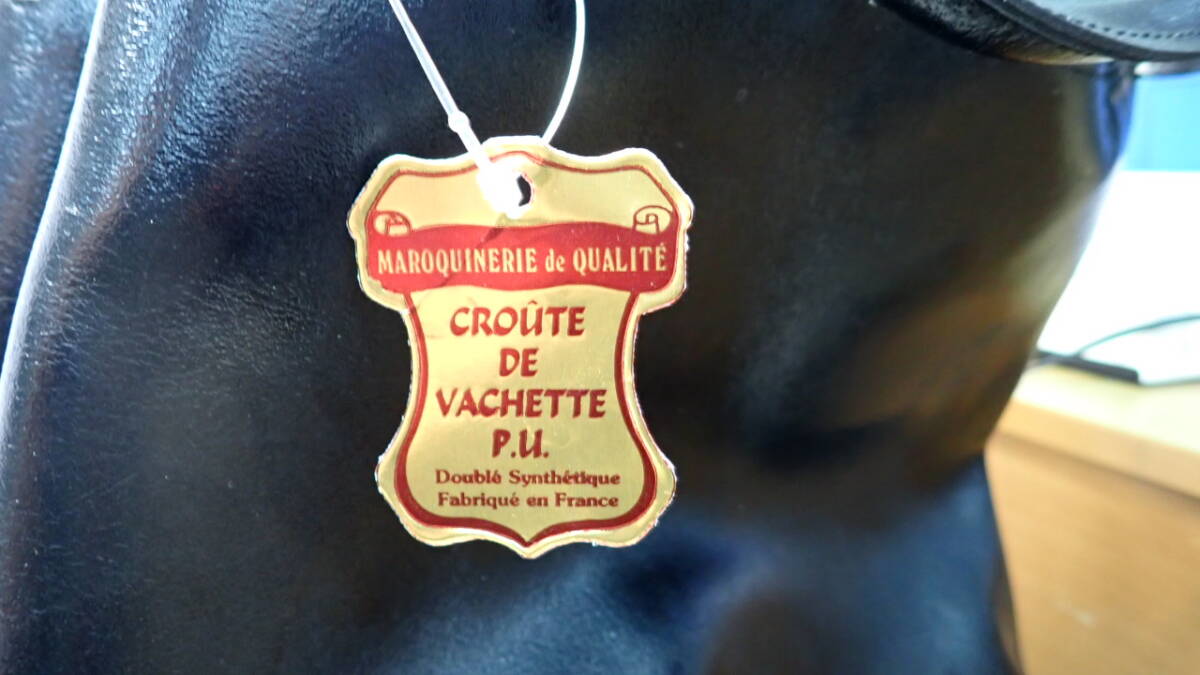 MAROQUINERIE de QUALITÉ
CROÛTE
DE
VACHETTE
P.U.
Doublé Synthétique
Fabriqué en France